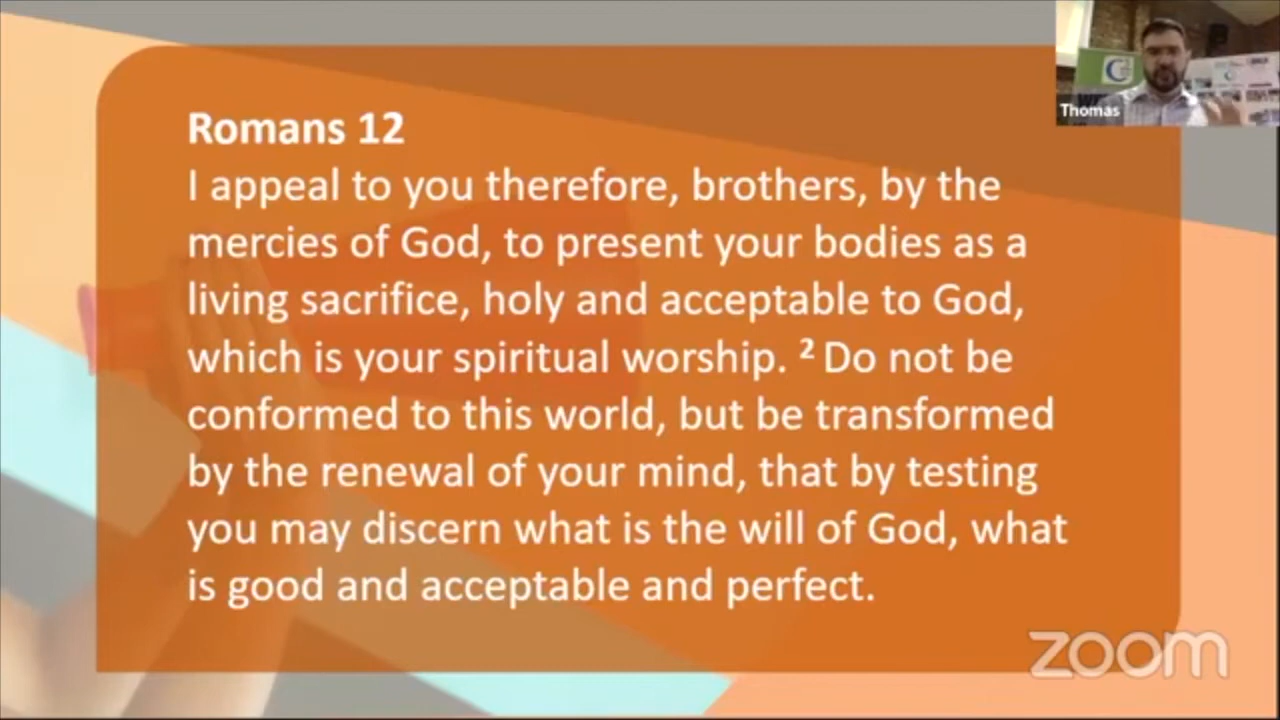 Thomas
Romans 12
I appeal to you therefore, brothers, by the
mercies of God, to present your bodies as a
living sacrifice, holy and acceptable to God,
which is your spiritual worship. ² Do not be
conformed to this world, but be transformed
by the renewal of your mind, that by testing
you may discern what is the will of God, what
is good and acceptable and perfect.
zoom